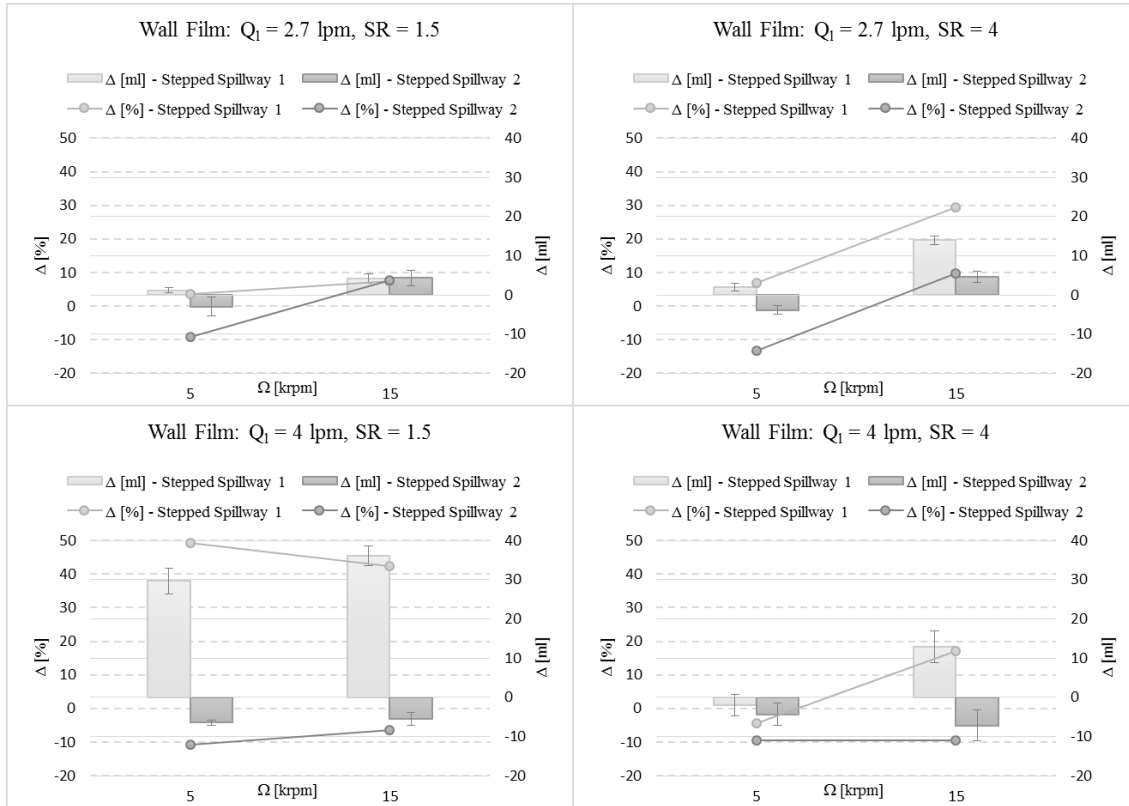 Wall Film: Ql = 2.7 lpm, SR = 1.5
Δ [ml] - Stepped Spillway 1
Δ [ml] - Stepped Spillway 2
Δ [%] - Stepped Spillway 1
Δ [%] - Stepped Spillway 2
50
40
30
20
10
0
-10
-20
Δ [%]
40
30
20
10
0
-10
-20
Δ [ml]
5
Ω [krpm]
15
Wall Film: Ql = 2.7 lpm, SR = 4
Δ [ml] - Stepped Spillway 1
Δ [ml] - Stepped Spillway 2
Δ [%] - Stepped Spillway 1
Δ [%] - Stepped Spillway 2
50
40
30
20
10
0
-10
-20
Δ [%]
40
30
20
10
0
-10
-20
Δ [ml]
5
Ω [krpm]
15
Wall Film: Ql = 4 lpm, SR = 1.5
Δ [ml] - Stepped Spillway 1
Δ [ml] - Stepped Spillway 2
Δ [%] - Stepped Spillway 1
Δ [%] - Stepped Spillway 2
50
40
30
20
10
0
-10
-20
Δ [%]
40
30
20
10
0
-10
-20
Δ [ml]
5
Ω [krpm]
15
Wall Film: Ql = 4 lpm, SR = 4
Δ [ml] - Stepped Spillway 1
Δ [ml] - Stepped Spillway 2
Δ [%] - Stepped Spillway 1
Δ [%] - Stepped Spillway 2
50
40
30
20
10
0
-10
-20
Δ [%]
40
30
20
10
0
-10
-20
Δ [ml]
5
Ω [krpm]
15